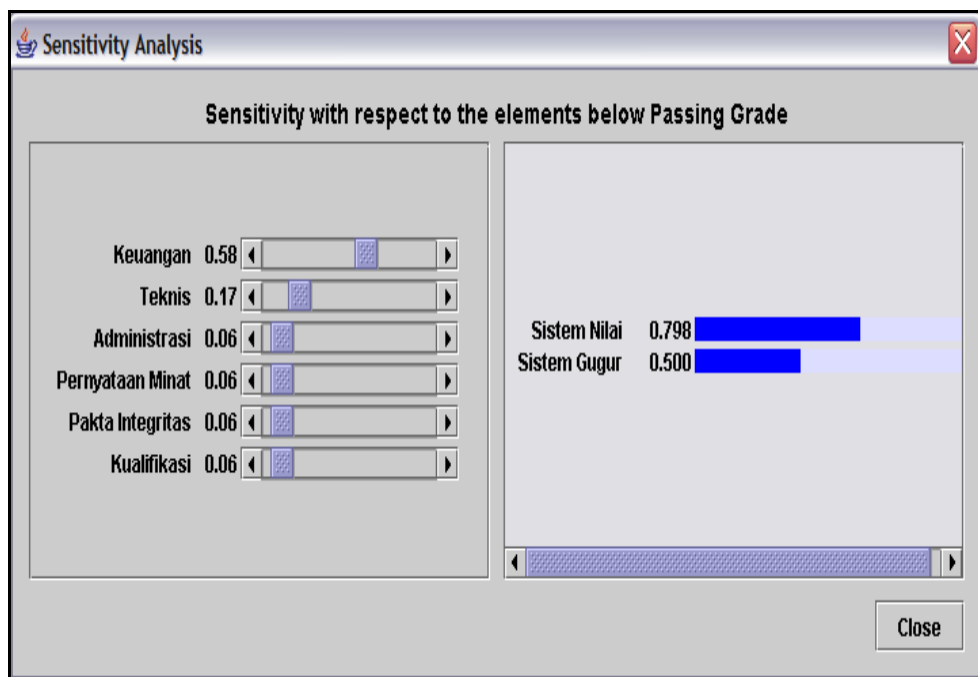 Sensitivity Analysis
Sensitivity with respect to the elements below Passing Grade
Keuangan 0.58
Teknis 0.17
Administrasi 0.06
Pernyataan Minat 0.06
Pakta Integritas 0.06
Kualifikasi 0.06
Sistem Nilai 0.798
Sistem Gugur 0.500
Close